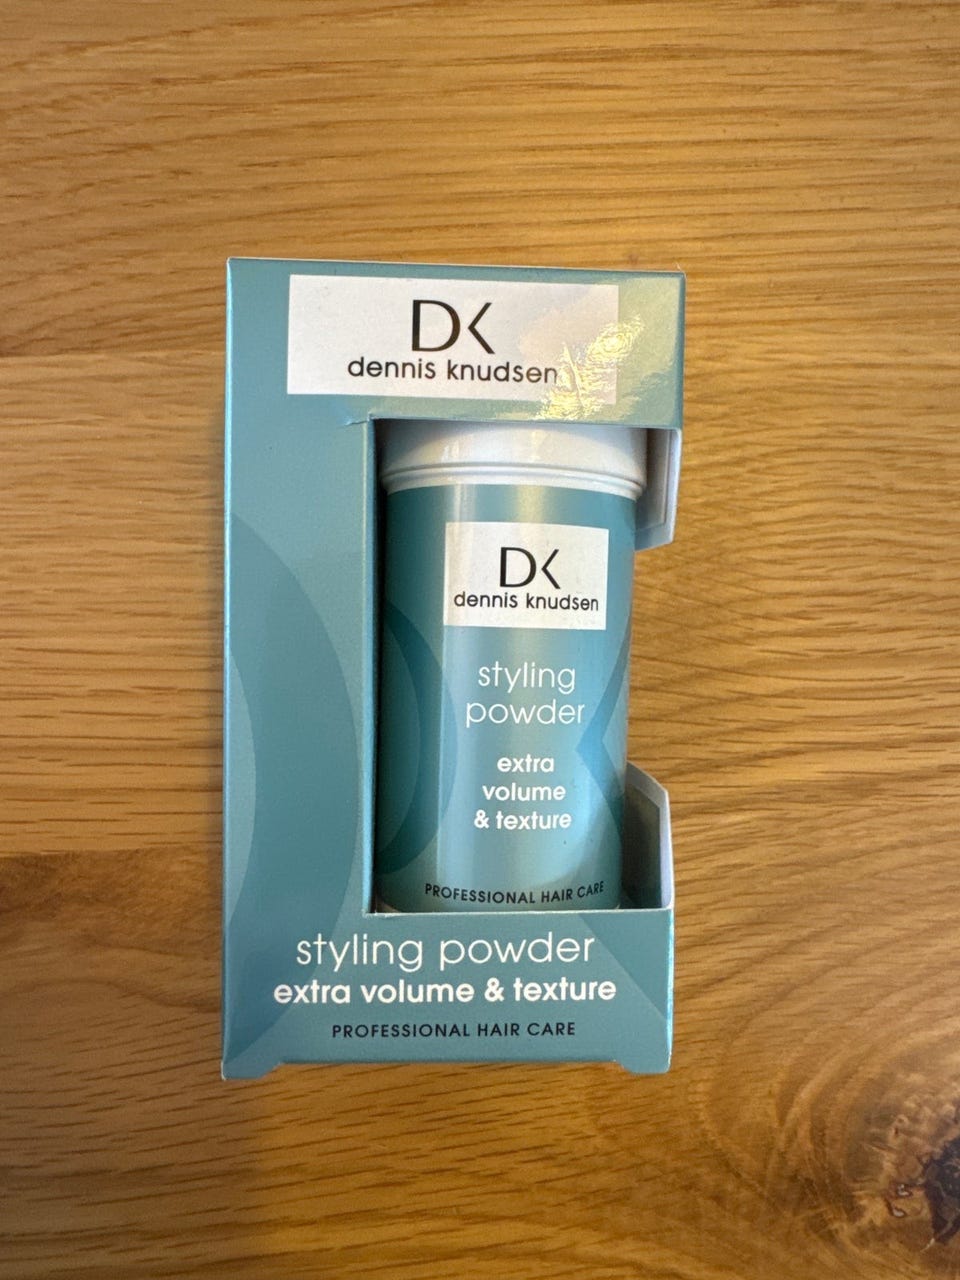 DK
dennis knudsen
DK
dennis knudsen
styling
powder
extra
volume
& texture
PROFESSIONAL HAIR CARE
styling powder
extra volume & texture
PROFESSIONAL HAIR CARE